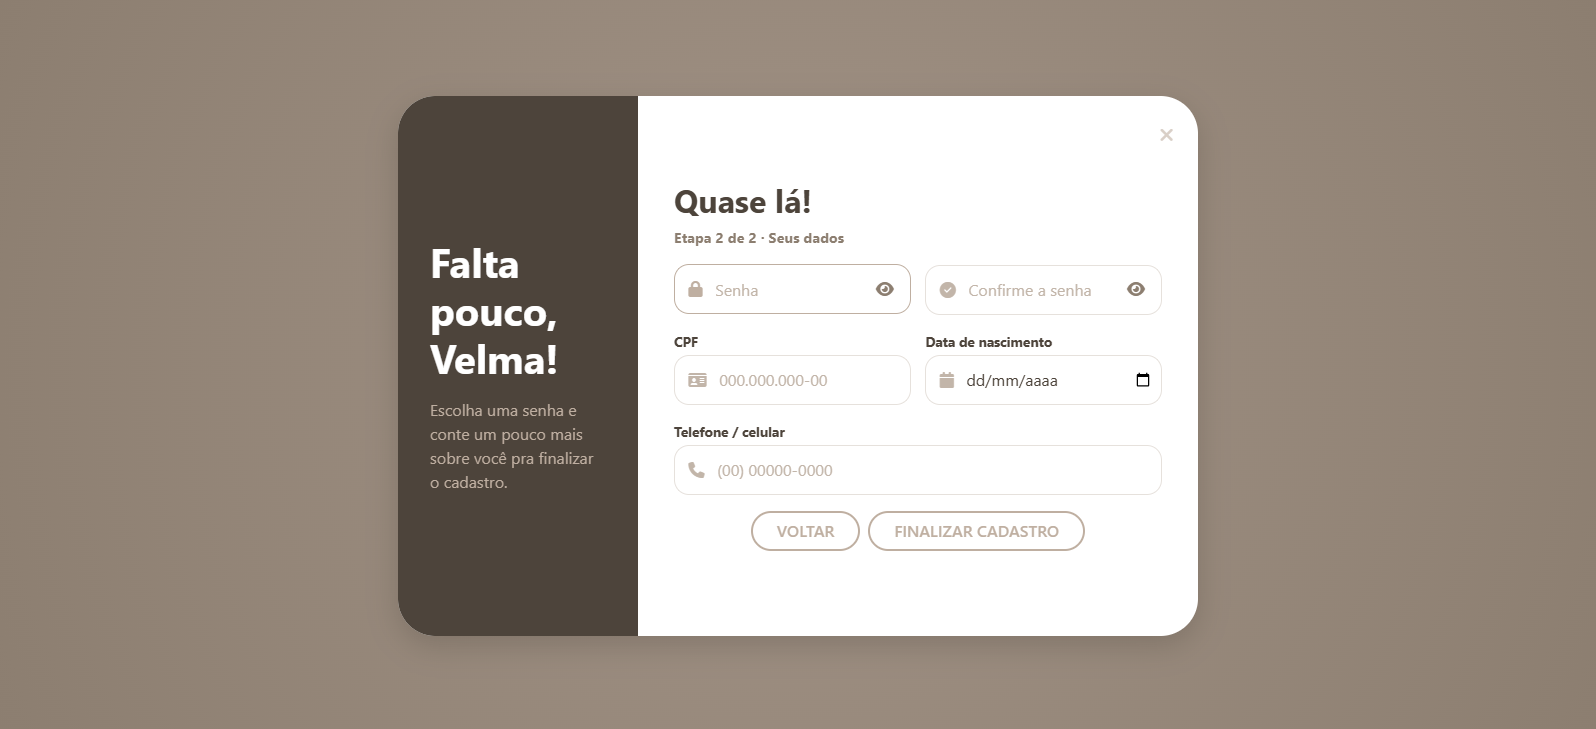 Falta
pouco,
Velma!
Escolha uma senha e
conte um pouco mais
sobre você pra finalizar
o cadastro.
Quase lá!
Etapa 2 de 2 · Seus dados
Senha
Confirme a senha
CPF
000.000.000-00
Data de nascimento
dd/mm/aaaa
Telefone / celular
(00) 00000-0000
VOLTAR
FINALIZAR CADASTRO